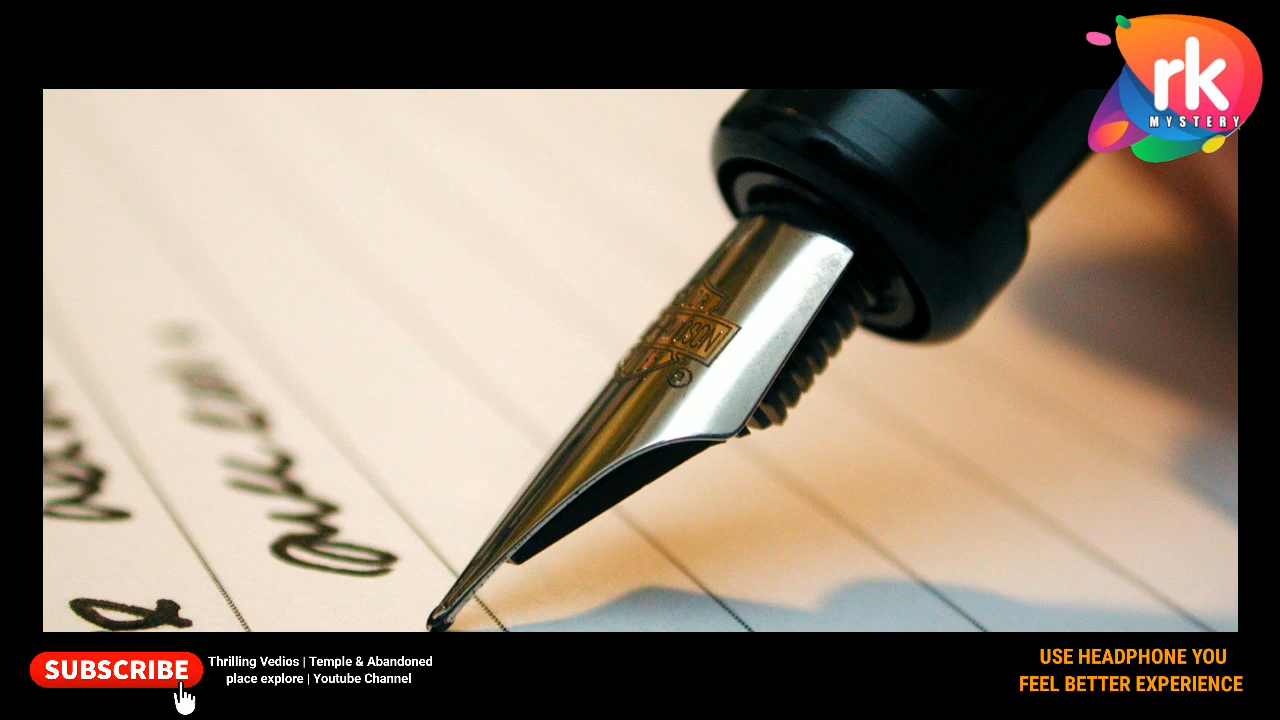 rk
MYSTERY
SUBSCRIBE
Thrilling Vedios | Temple & Abandoned
place explore | Youtube Channel
USE HEADPHONE YOU
FEEL BETTER EXPERIENCE